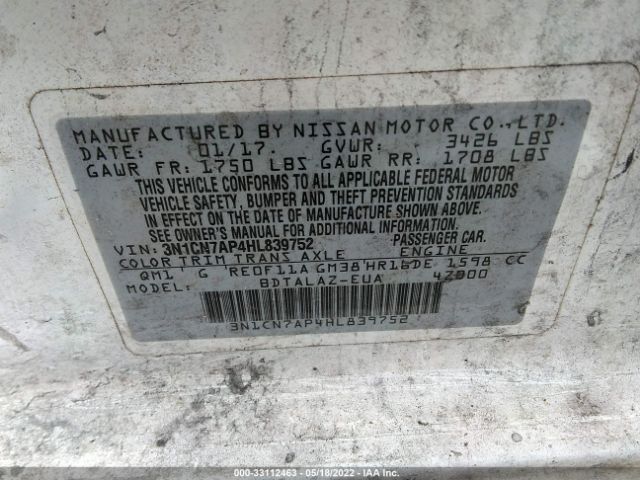 MANUFACTURED BY NISSAN MOTOR CO.,LTD.
DATE: 01/17. GVWR: 3426 LBS
GAWR FR: 1750 LBS GAWR RR: 1708 LBS
THIS VEHICLE CONFORMS TO ALL APPLICABLE FEDERAL MOTOR
VEHICLE SAFETY, BUMPER AND THEFT PREVENTION STANDARDS
IN EFFECT ON THE DATE OF MANUFACTURE SHOWN ABOVE.
SEE OWNER'S MANUAL FOR ADDITIONAL INFORMATION.
VIN: 3N1CN7AP4HL839752 PASSENGER CAR
COLOR TRIM TRANS AXLE ENGINE
QM1 G RE0F11A GM38 HR16DE 1598 CC
MODEL: BDTALAZ-EUA 4Z000
3N1CN7AP4HL839752
000-33112463 - 05/18/2022 - IAA Inc.